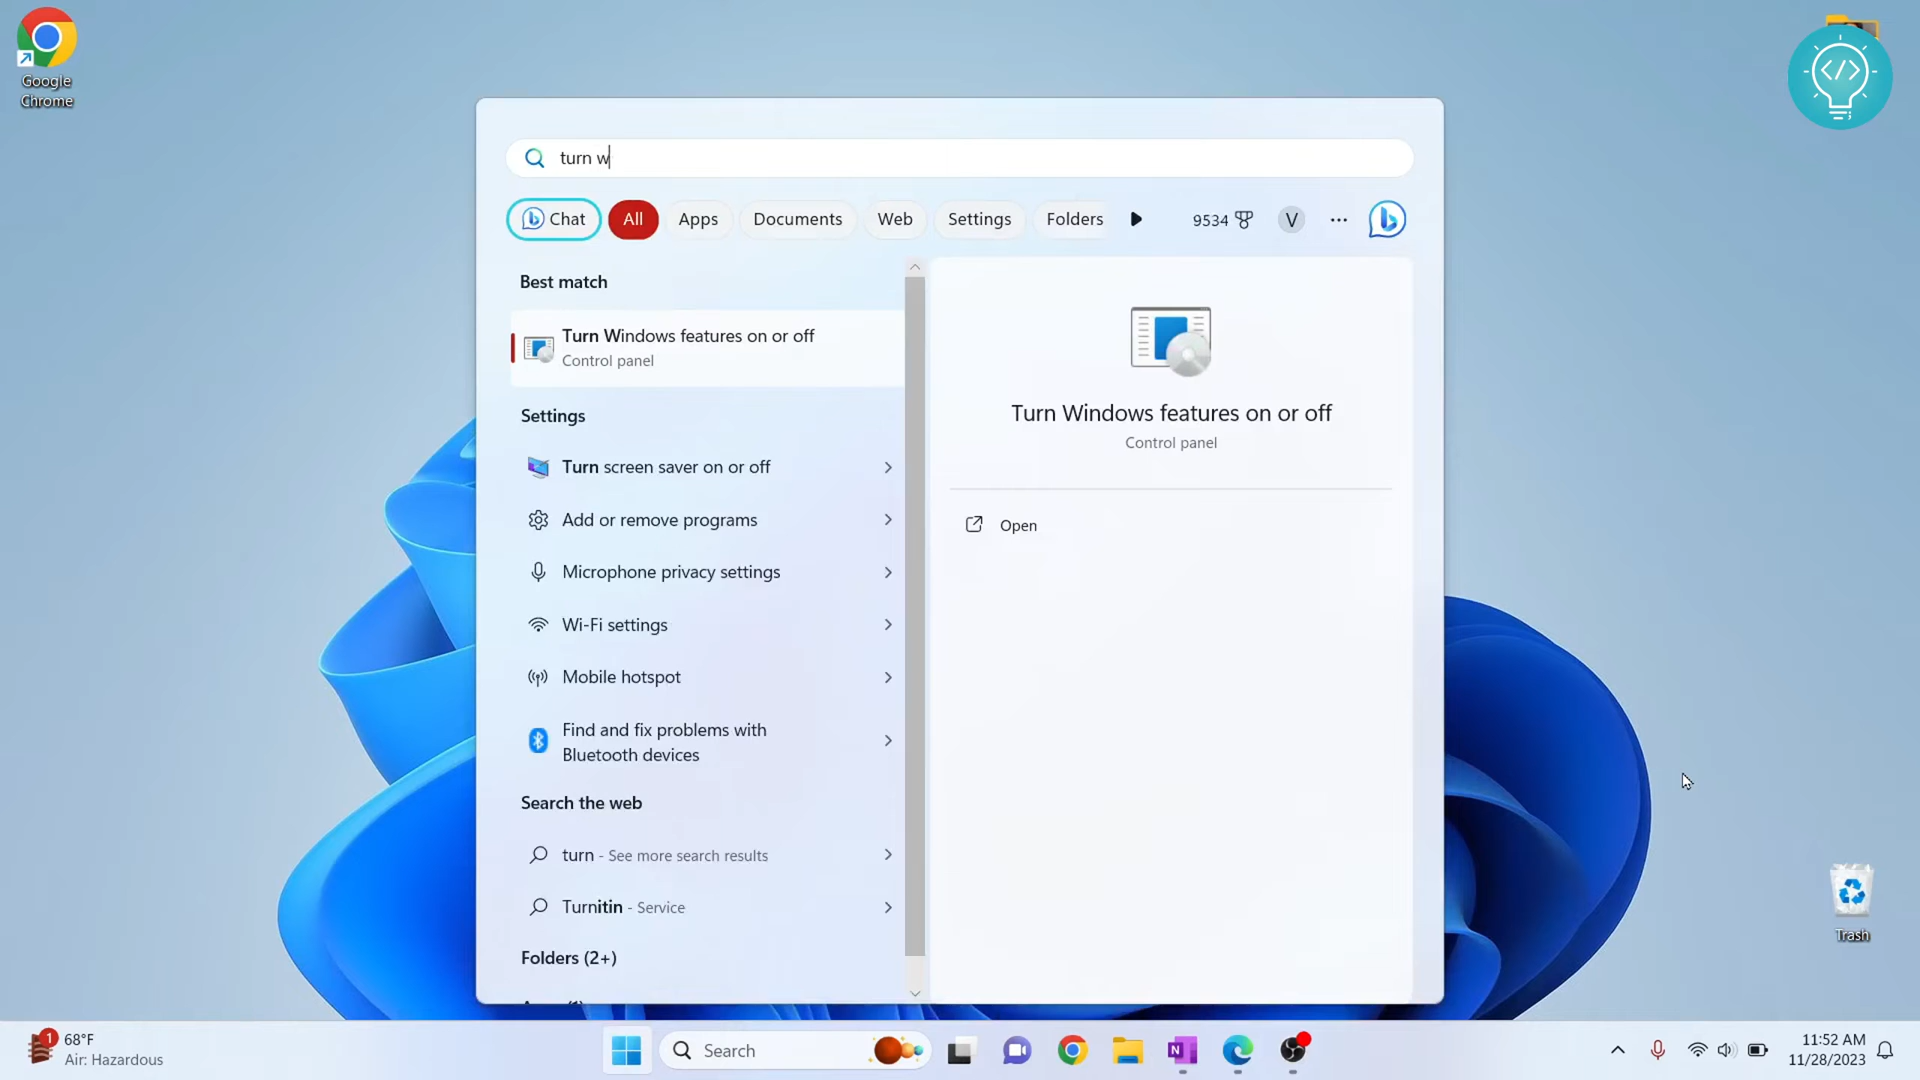 Google
Chrome
</>
turn w
Chat
All
Apps
Documents
Web
Settings
Folders
9534
V
Best match
Turn Windows features on or off
Control panel
Settings
Turn screen saver on or off
Add or remove programs
Microphone privacy settings
Wi-Fi settings
Mobile hotspot
Find and fix problems with
Bluetooth devices
Search the web
turn - See more search results
Turnitin - Service
Folders (2+)
Turn Windows features on or off
Control panel
Open
Trash
1
68°F
Air: Hazardous
Search
N
11:52 AM
11/28/2023